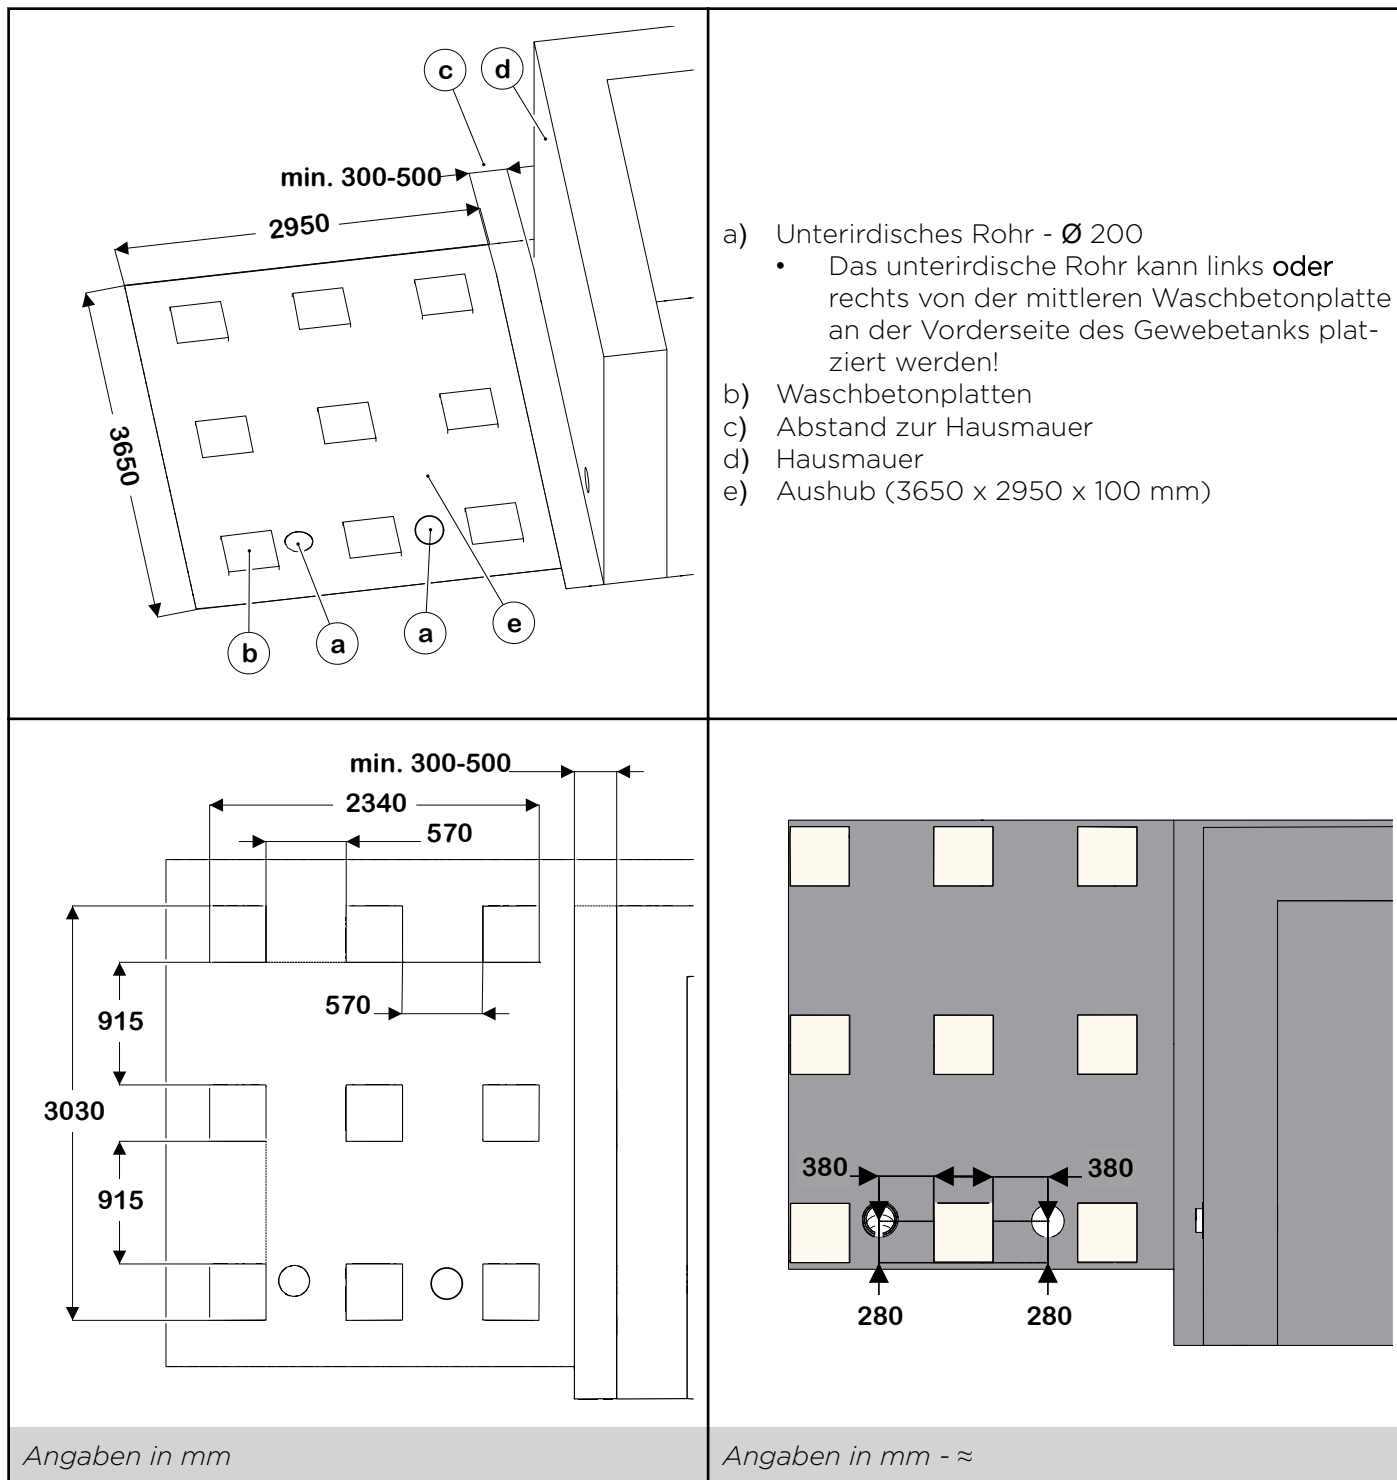 c
d
min. 300-500
2950
3650
b
a
a
e
a) Unterirdisches Rohr - Ø 200
• Das unterirdische Rohr kann links oder
rechts von der mittleren Waschbetonplatte
an der Vorderseite des Gewebetanks plat-
ziert werden!
b) Waschbetonplatten
c) Abstand zur Hausmauer
d) Hausmauer
e) Aushub (3650 x 2950 x 100 mm)
min. 300-500
2340
570
570
915
3030
915
Angaben in mm
380
380
280
280
Angaben in mm - ≈